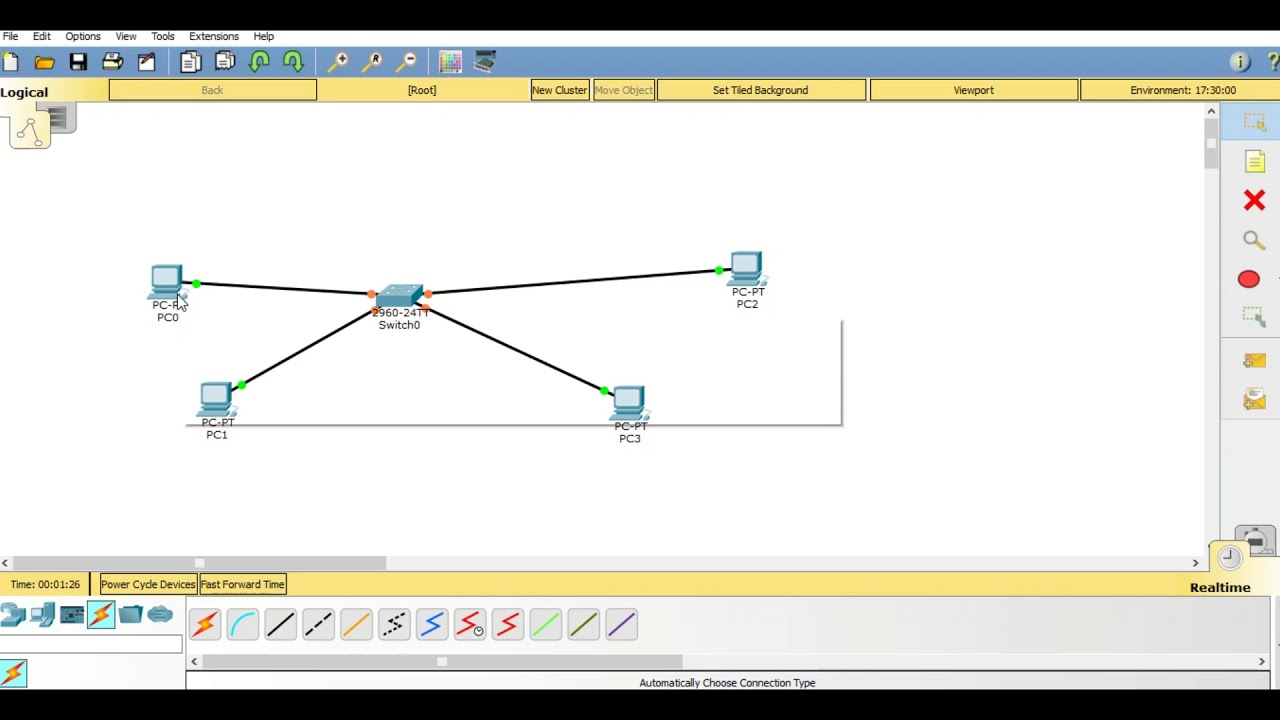 File Edit Options View Tools Extensions Help
Logical Back [Root] New Cluster Move Object Set Tiled Background Viewport Environment: 17:30:00
PC0
2960-24TT
Switch0
PC-PT
PC2
PC-PT
PC1
PC-PT
PC3
Time: 00:01:26 Power Cycle Devices Fast Forward Time
Realtime
Automatically Choose Connection Type